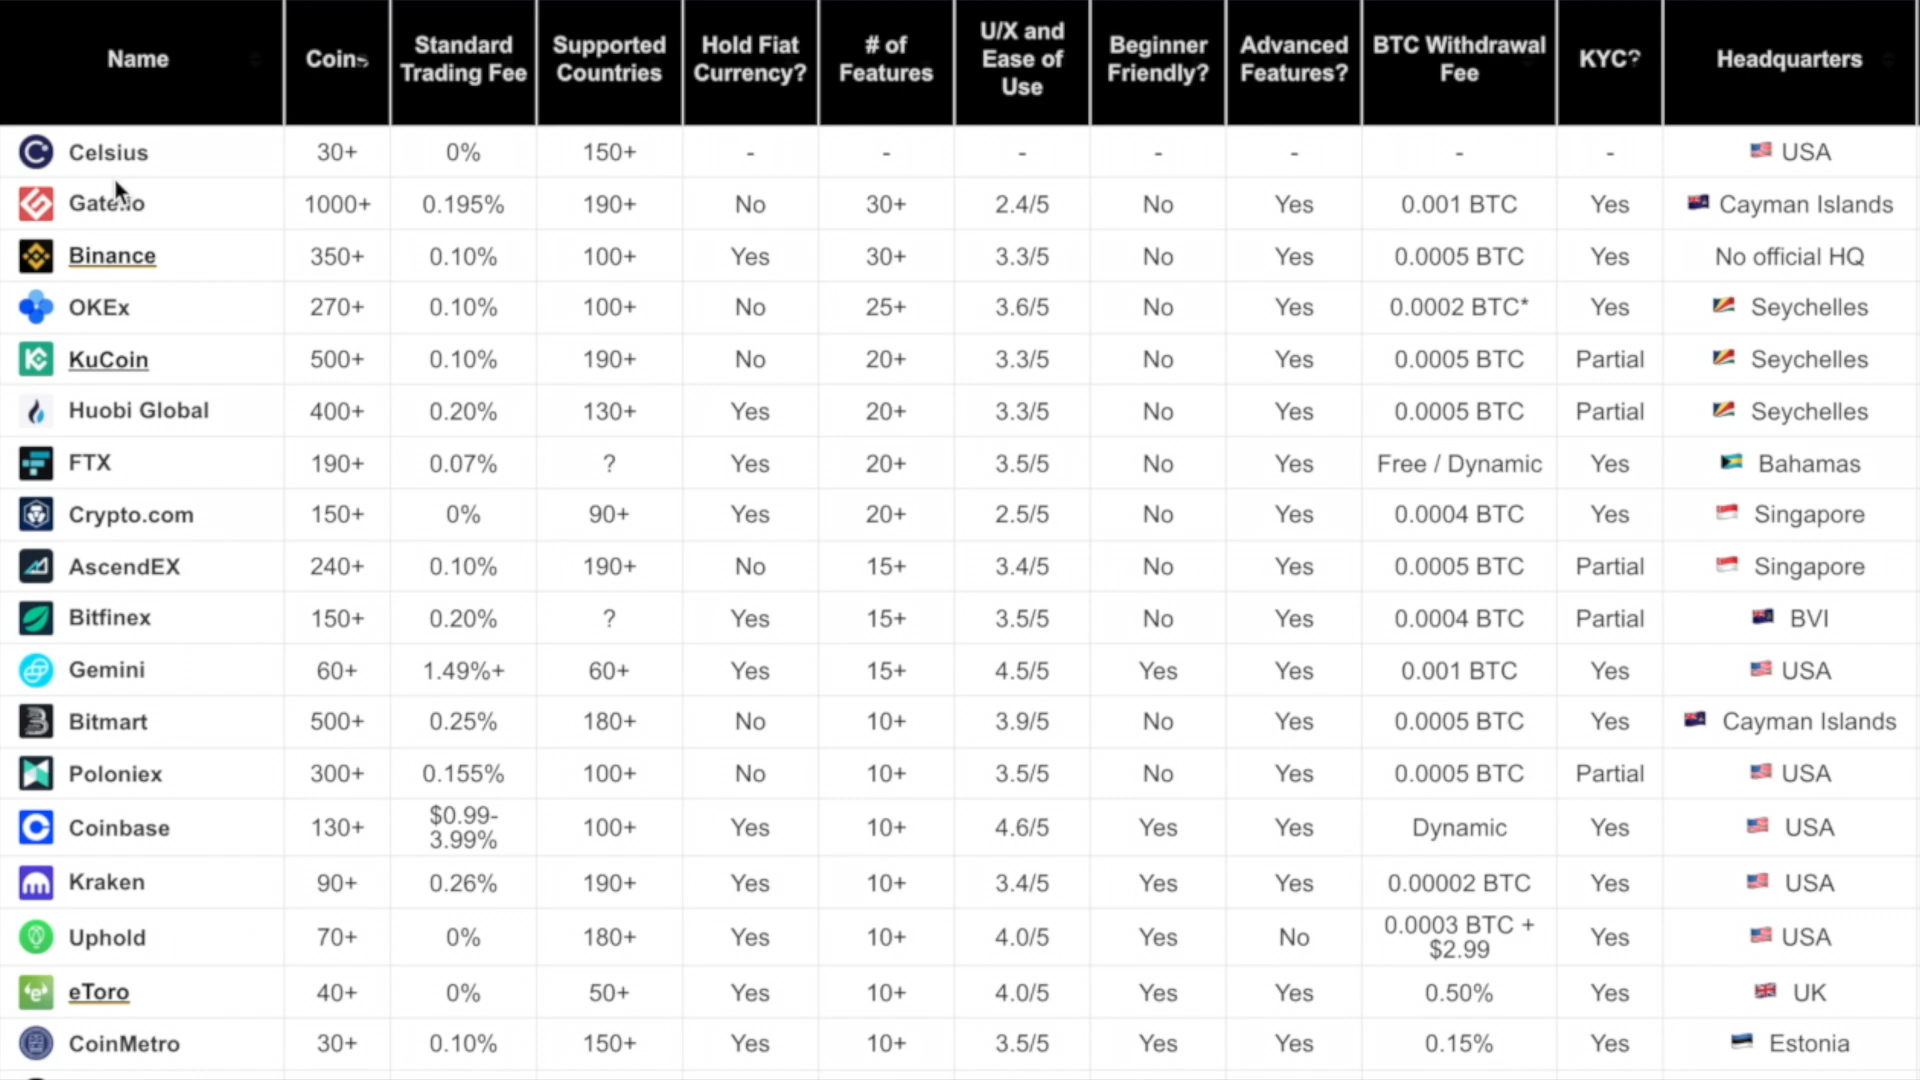 Name Coins Standard Trading Fee Supported Countries Hold Fiat Currency? # of Features U/X and Ease of Use Beginner Friendly? Advanced Features? BTC Withdrawal Fee KYC? Headquarters
Celsius 30+ 0% 150+ - - - - - - - USA
Gate.io 1000+ 0.195% 190+ No 30+ 2.4/5 No Yes 0.001 BTC Yes Cayman Islands
Binance 350+ 0.10% 100+ Yes 30+ 3.3/5 No Yes 0.0005 BTC Yes No official HQ
OKEx 270+ 0.10% 100+ No 25+ 3.6/5 No Yes 0.0002 BTC* Yes Seychelles
KuCoin 500+ 0.10% 190+ No 20+ 3.3/5 No Yes 0.0005 BTC Partial Seychelles
Huobi Global 400+ 0.20% 130+ Yes 20+ 3.3/5 No Yes 0.0005 BTC Partial Seychelles
FTX 190+ 0.07% ? Yes 20+ 3.5/5 No Yes Free / Dynamic Yes Bahamas
Crypto.com 150+ 0% 90+ Yes 20+ 2.5/5 No Yes 0.0004 BTC Yes Singapore
AscendEX 240+ 0.10% 190+ No 15+ 3.4/5 No Yes 0.0005 BTC Partial Singapore
Bitfinex 150+ 0.20% ? Yes 15+ 3.5/5 No Yes 0.0004 BTC Partial BVI
Gemini 60+ 1.49%+ 60+ Yes 15+ 4.5/5 Yes Yes 0.001 BTC Yes USA
Bitmart 500+ 0.25% 180+ No 10+ 3.9/5 No Yes 0.0005 BTC Yes Cayman Islands
Poloniex 300+ 0.155% 100+ No 10+ 3.5/5 No Yes 0.0005 BTC Partial USA
Coinbase 130+ $0.99-3.99% 100+ Yes 10+ 4.6/5 Yes Yes Dynamic Yes USA
Kraken 90+ 0.26% 190+ Yes 10+ 3.4/5 Yes Yes 0.00002 BTC Yes USA
Uphold 70+ 0% 180+ Yes 10+ 4.0/5 Yes No 0.0003 BTC + $2.99 Yes USA
eToro 40+ 0% 50+ Yes 10+ 4.0/5 Yes Yes 0.50% Yes UK
CoinMetro 30+ 0.10% 150+ Yes 10+ 3.5/5 Yes Yes 0.15% Yes Estonia